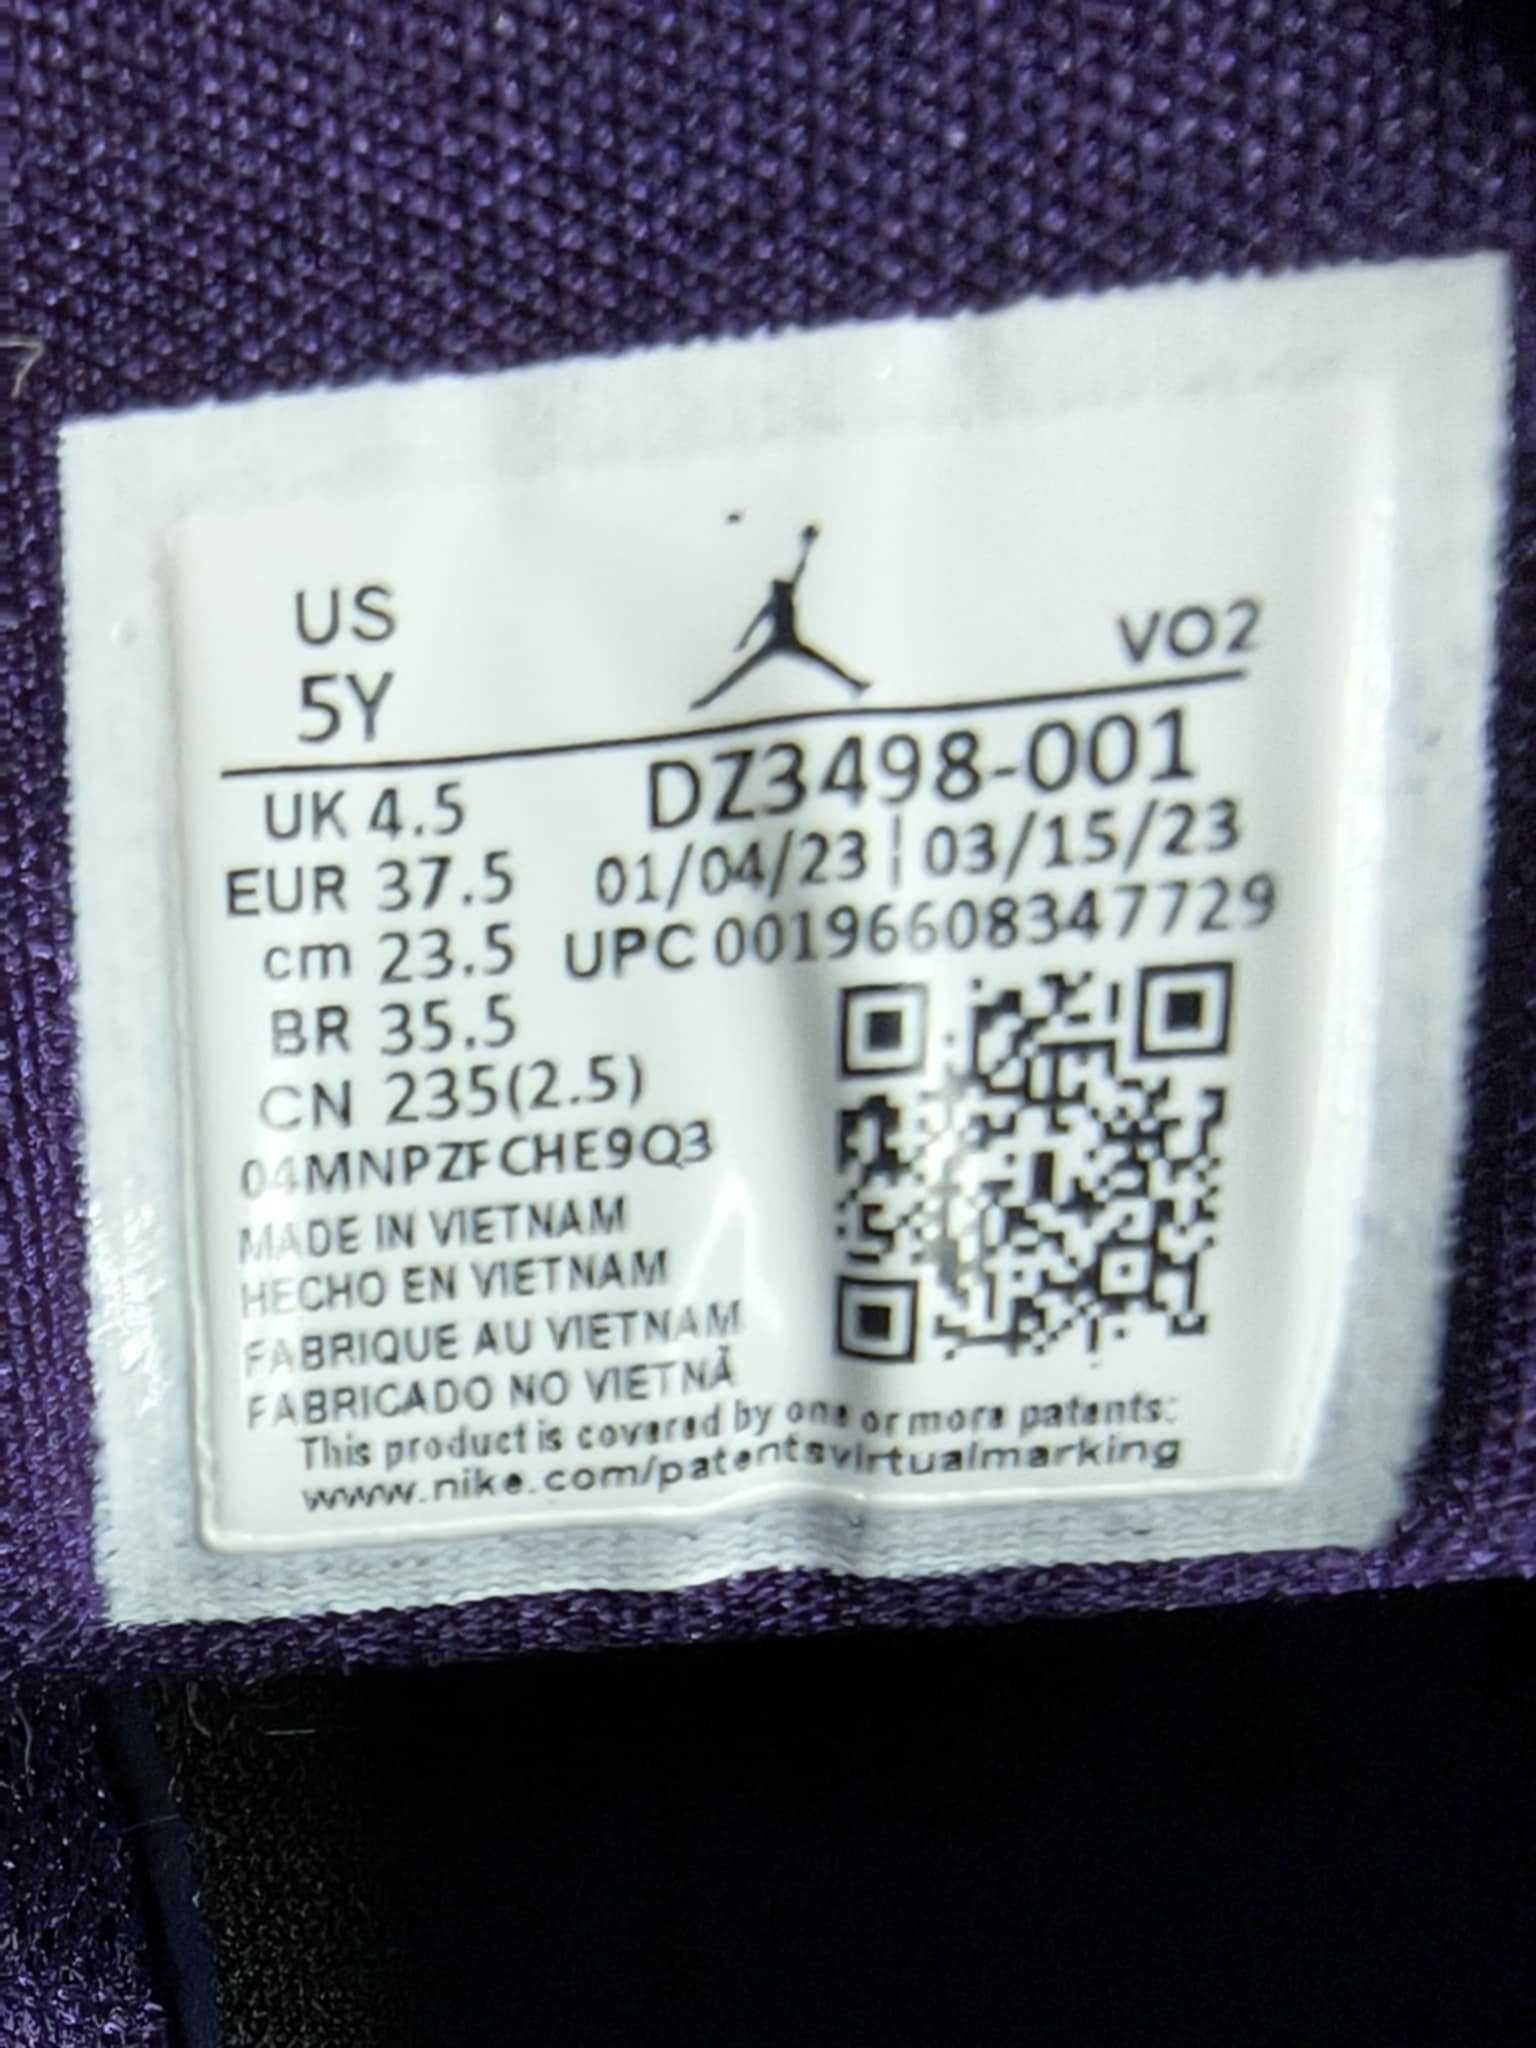 US
5Y
VO2
UK 4.5
DZ3498-001
EUR 37.5
01/04/23 | 03/15/23
cm 23.5
UPC 00196608347729
BR 35.5
CN 235(2.5)
04MNPZFCHE9Q3
MADE IN VIETNAM
HECHO EN VIETNAM
FABRIQUE AU VIETNAM
FABRICADO NO VIETNÃ
This product is covered by one or more patents:
www.nike.com/patentsvirtualmarking